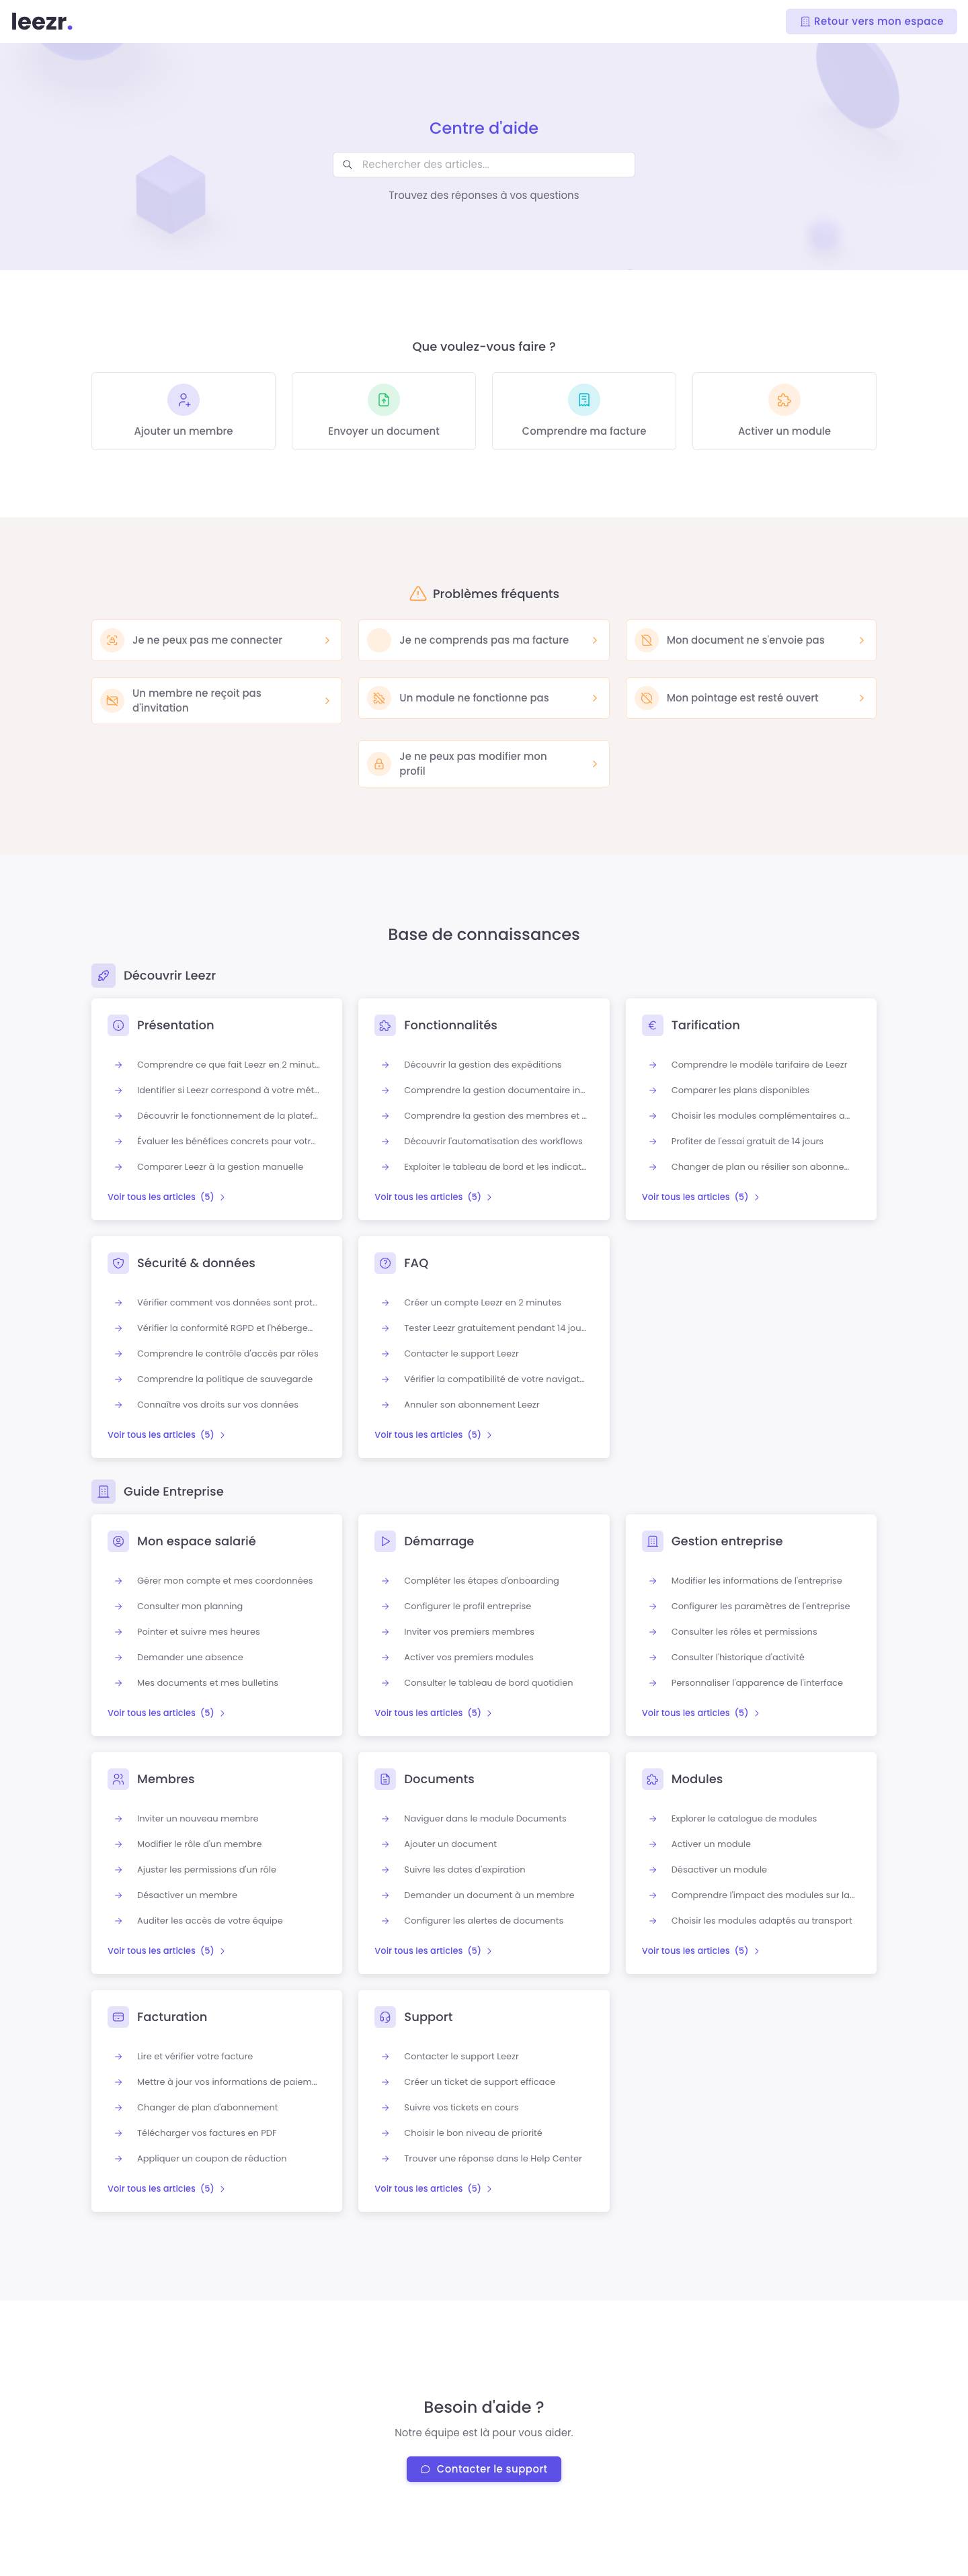 leezr.
Retour vers mon espace
Centre d'aide
Rechercher des articles...
Trouvez des réponses à vos questions
Que voulez-vous faire ?
Ajouter un membre
Envoyer un document
Comprendre ma facture
Activer un module
Problèmes fréquents
Je ne peux pas me connecter
Je ne comprends pas ma facture
Mon document ne s'envoie pas
Un membre ne reçoit pas
d'invitation
Un module ne fonctionne pas
Mon pointage est resté ouvert
Je ne peux pas modifier mon
profil
Base de connaissances
Découvrir Leezr
Présentation
Comprendre ce que fait Leezr en 2 minut...
Identifier si Leezr correspond à votre mét...
Découvrir le fonctionnement de la platef...
Évaluer les bénéfices concrets pour votr...
Comparer Leezr à la gestion manuelle
Voir tous les articles (5)
Fonctionnalités
Découvrir la gestion des expéditions
Comprendre la gestion documentaire in...
Comprendre la gestion des membres et ...
Découvrir l'automatisation des workflows
Exploiter le tableau de bord et les indicat...
Voir tous les articles (5)
Tarification
Comprendre le modèle tarifaire de Leezr
Comparer les plans disponibles
Choisir les modules complémentaires a...
Profiter de l'essai gratuit de 14 jours
Changer de plan ou résilier son abonne...
Voir tous les articles (5)
Sécurité & données
Vérifier comment vos données sont prot...
Vérifier la conformité RGPD et l'héberge...
Comprendre le contrôle d'accès par rôles
Comprendre la politique de sauvegarde
Connaître vos droits sur vos données
Voir tous les articles (5)
FAQ
Créer un compte Leezr en 2 minutes
Tester Leezr gratuitement pendant 14 jou...
Contacter le support Leezr
Vérifier la compatibilité de votre navigat...
Annuler son abonnement Leezr
Voir tous les articles (5)
Guide Entreprise
Mon espace salarié
Gérer mon compte et mes coordonnées
Consulter mon planning
Pointer et suivre mes heures
Demander une absence
Mes documents et mes bulletins
Voir tous les articles (5)
Démarrage
Compléter les étapes d'onboarding
Configurer le profil entreprise
Inviter vos premiers membres
Activer vos premiers modules
Consulter le tableau de bord quotidien
Voir tous les articles (5)
Gestion entreprise
Modifier les informations de l'entreprise
Configurer les paramètres de l'entreprise
Consulter les rôles et permissions
Consulter l'historique d'activité
Personnaliser l'apparence de l'interface
Voir tous les articles (5)
Membres
Inviter un nouveau membre
Modifier le rôle d'un membre
Ajuster les permissions d'un rôle
Désactiver un membre
Auditer les accès de votre équipe
Voir tous les articles (5)
Documents
Naviguer dans le module Documents
Ajouter un document
Suivre les dates d'expiration
Demander un document à un membre
Configurer les alertes de documents
Voir tous les articles (5)
Modules
Explorer le catalogue de modules
Activer un module
Désactiver un module
Comprendre l'impact des modules sur la...
Choisir les modules adaptés au transport
Voir tous les articles (5)
Facturation
Lire et vérifier votre facture
Mettre à jour vos informations de paiem...
Changer de plan d'abonnement
Télécharger vos factures en PDF
Appliquer un coupon de réduction
Voir tous les articles (5)
Support
Contacter le support Leezr
Créer un ticket de support efficace
Suivre vos tickets en cours
Choisir le bon niveau de priorité
Trouver une réponse dans le Help Center
Voir tous les articles (5)
Besoin d'aide ?
Notre équipe est là pour vous aider.
Contacter le support